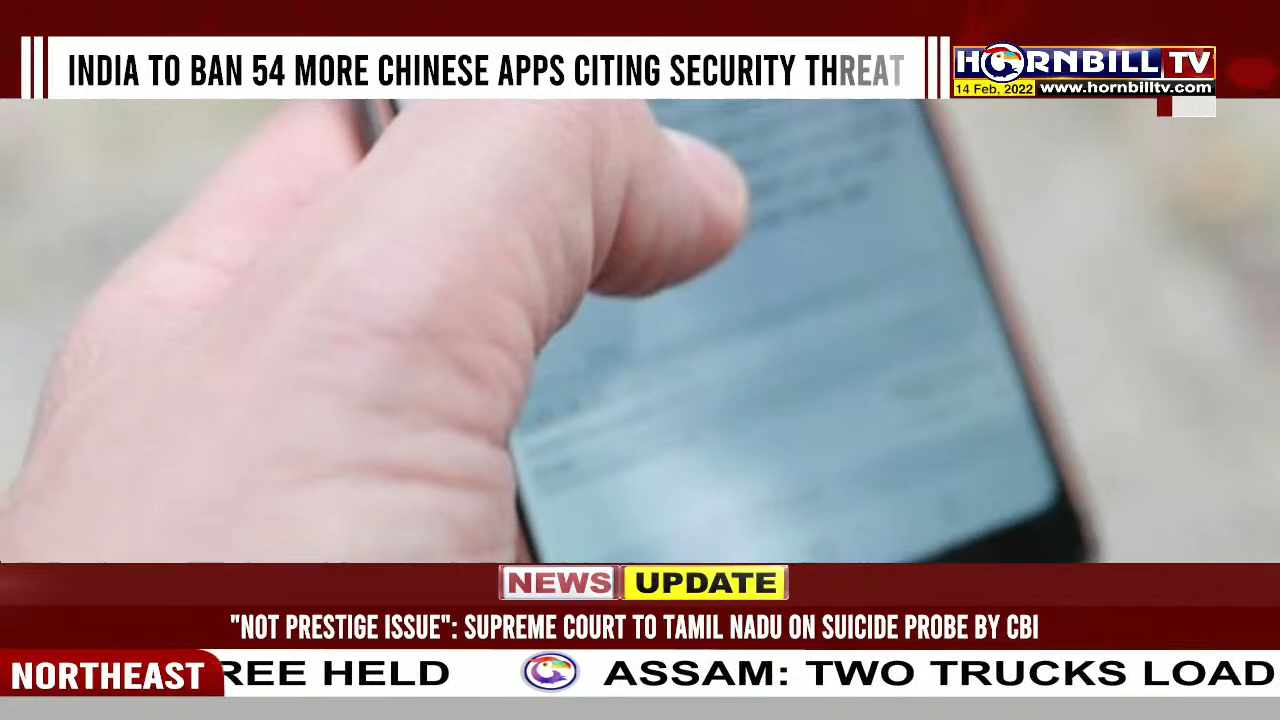 INDIA TO BAN 54 MORE CHINESE APPS CITING SECURITY THREAT
HORNBILL TV
14 Feb, 2022 www.hornbilltv.com
NEWS UPDATE
"NOT PRESTIGE ISSUE": SUPREME COURT TO TAMIL NADU ON SUICIDE PROBE BY CBI
NORTHEAST REE HELD ASSAM: TWO TRUCKS LOAD